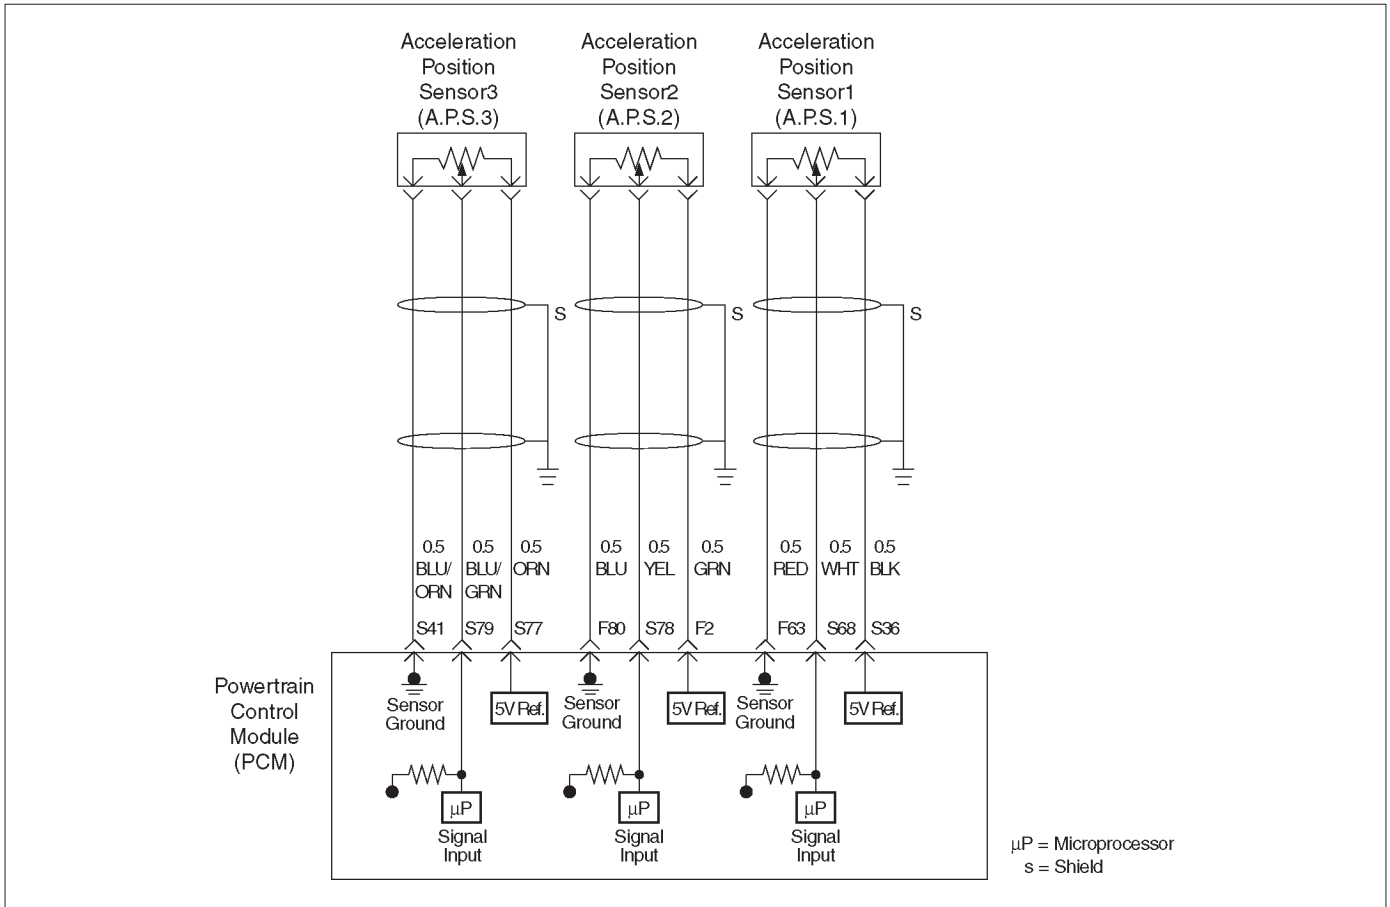 Acceleration
Position
Sensor3
(A.P.S.3)
Acceleration
Position
Sensor2
(A.P.S.2)
Acceleration
Position
Sensor1
(A.P.S.1)
S
S
S
0.5
BLU/
ORN
0.5
BLU/
GRN
0.5
ORN
0.5
BLU
0.5
YEL
0.5
GRN
0.5
RED
0.5
WHT
0.5
BLK
S41
S79
S77
F80
S78
F2
F63
S68
S36
Powertrain
Control
Module
(PCM)
Sensor
Ground
5V Ref.
Sensor
Ground
5V Ref.
Sensor
Ground
5V Ref.
µP
Signal
Input
µP
Signal
Input
µP
Signal
Input
µP = Microprocessor
s = Shield